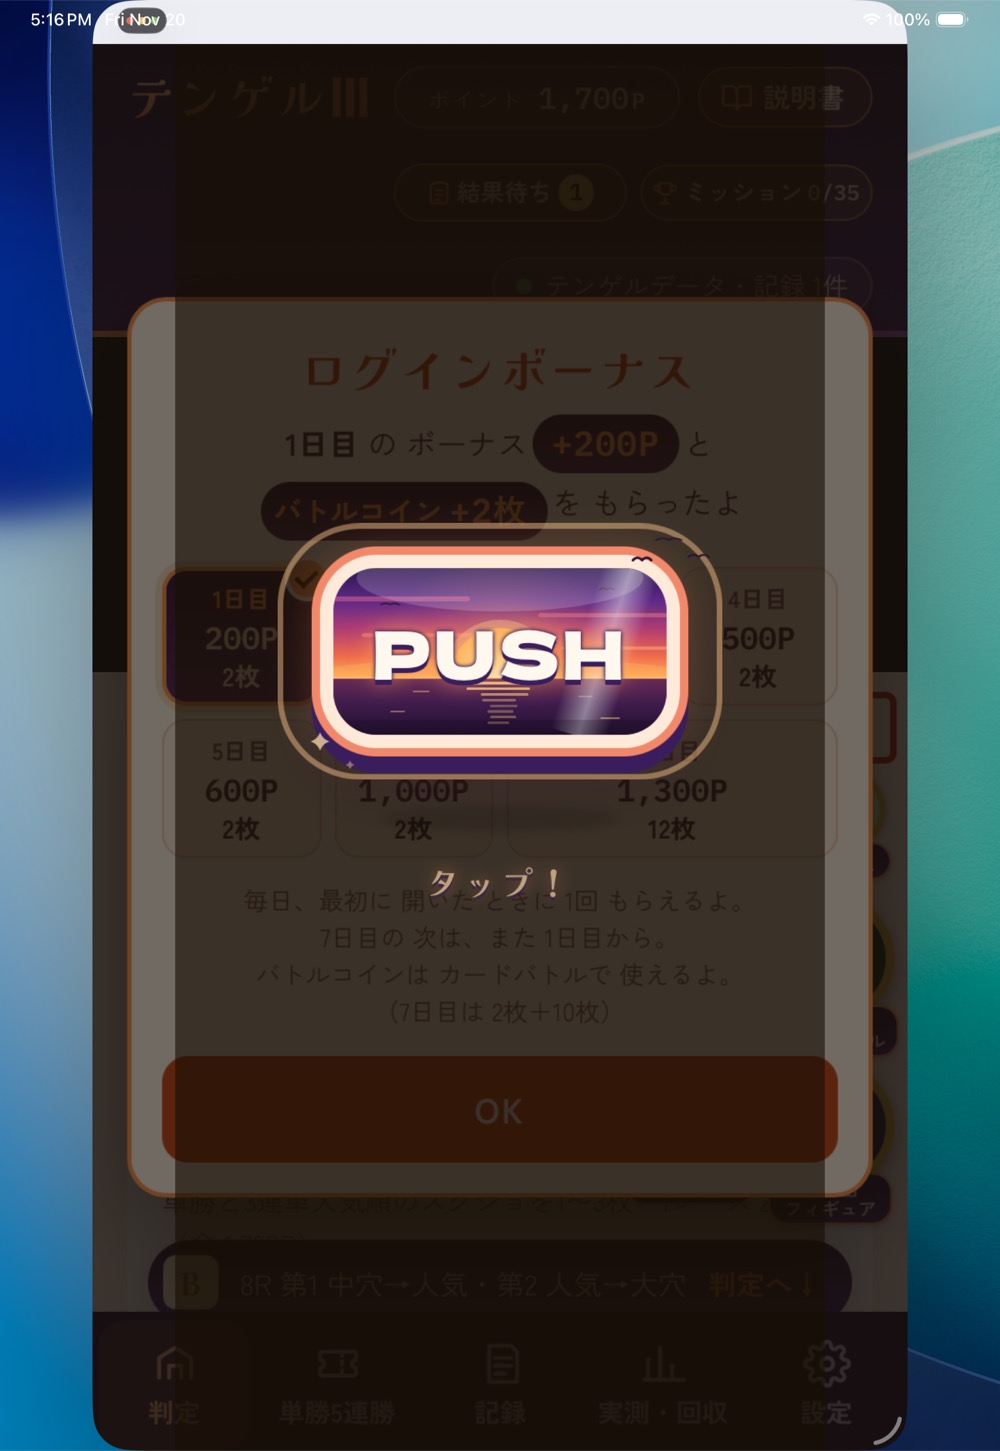 5:16 PM Fri Nov 20 100%
テンゲルIII ポイント 1,700P 説明書
結果待ち 1 ミッション 0/35
テンゲルデータ・記録 1件
ログインボーナス
1日目 の ボーナス +200P と
バトルコイン +2枚 を もらったよ
1日目
200P
2枚
4日目
500P
2枚
PUSH
5日目
600P
2枚
1,000P
2枚
日目
1,300P
12枚
タップ!
毎日、最初に 開いた ときに 1回 もらえるよ。
7日目の 次は、また 1日目から。
バトルコインは カードバトルで 使えるよ。
(7日目は 2枚+10枚)
OK
フィギュア
B 8R 第1 中穴→人気・第2 人気→大穴 判定へ↓
判定 単勝5連勝 記録 実測・回収 設定